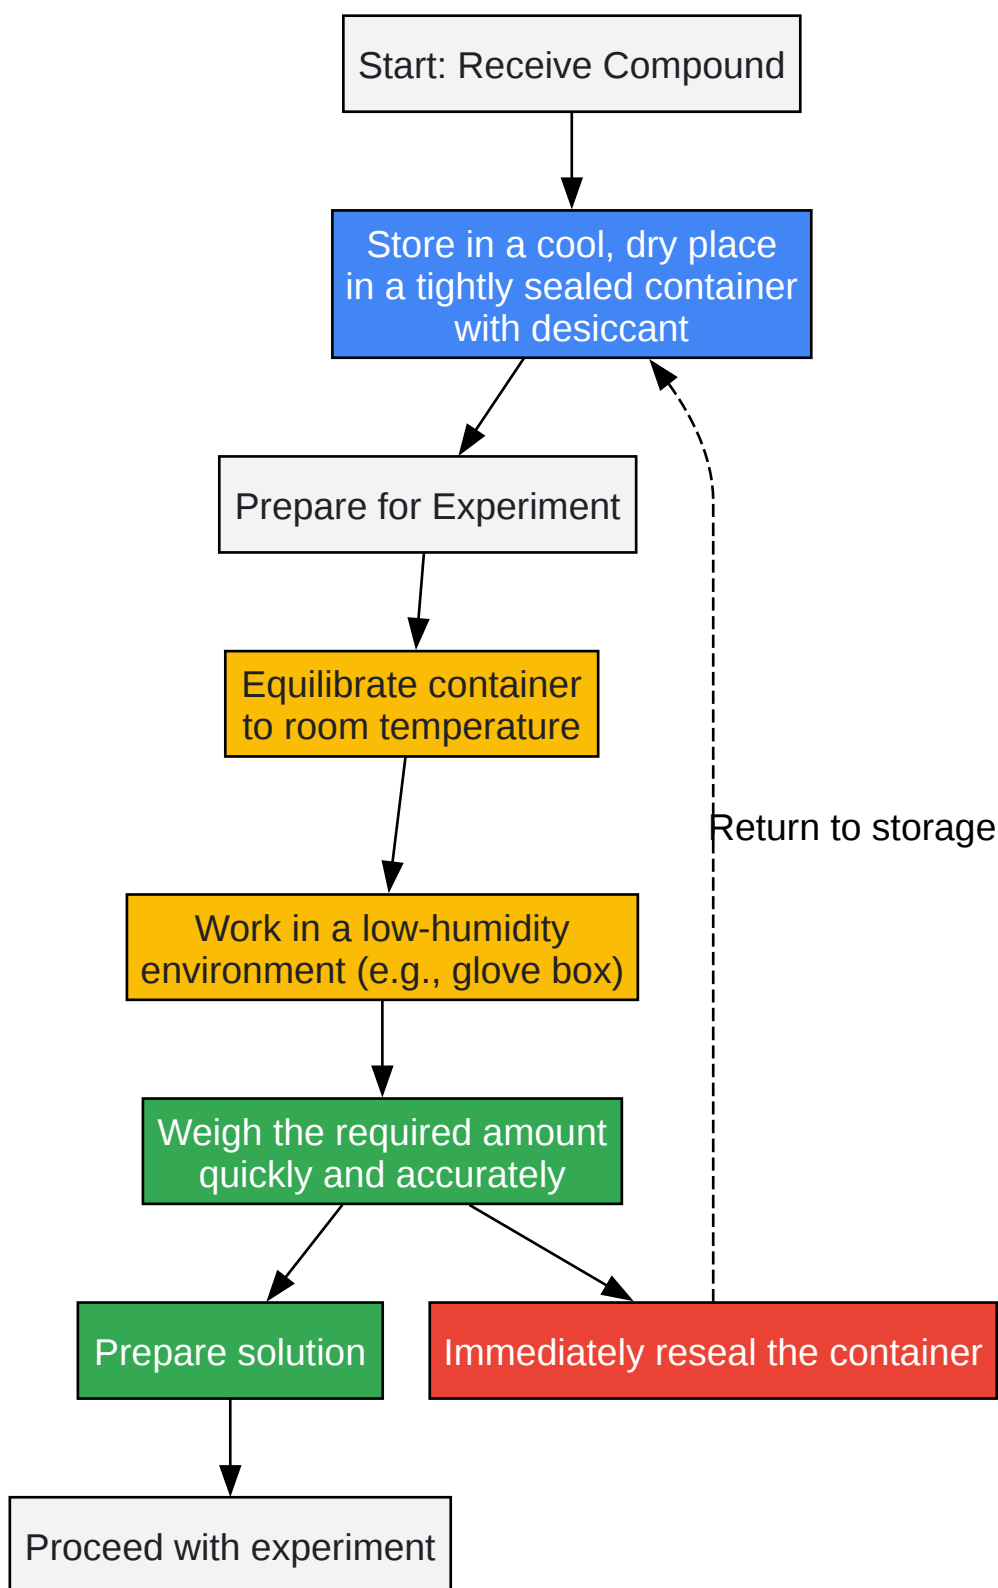 Start: Receive Compound
Store in a cool, dry place
in a tightly sealed container
with desiccant
Prepare for Experiment
Equilibrate container
to room temperature
Return to storage
Work in a low-humidity
environment (e.g., glove box)
Weigh the required amount
quickly and accurately
Prepare solution
Immediately reseal the container
Proceed with experiment